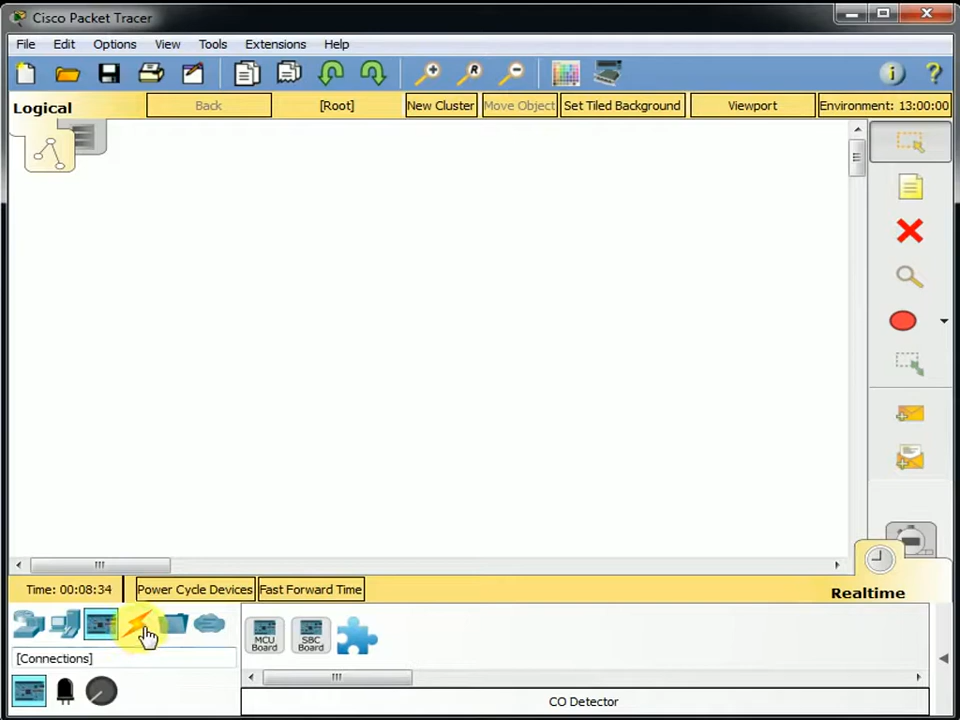 Cisco Packet Tracer
File Edit Options View Tools Extensions Help
R i ?
Logical Back [Root] New Cluster Move Object Set Tiled Background Viewport Environment: 13:00:00
Time: 00:08:34 Power Cycle Devices Fast Forward Time
Realtime
MCU Board
SBC Board
[Connections]
CO Detector